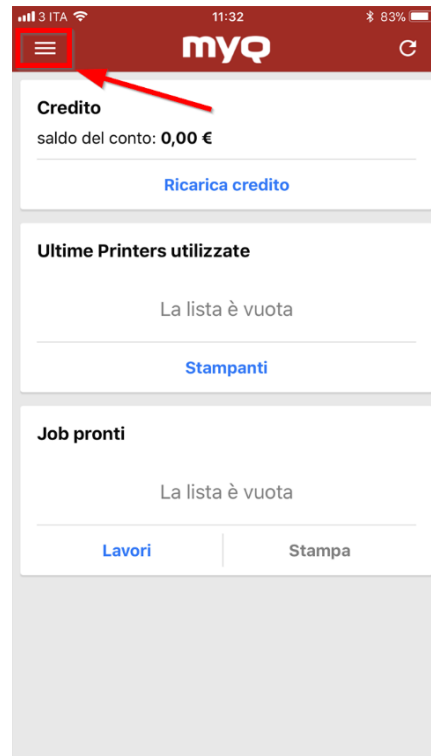 3 ITA 11:32 83%
myQ
Credito
saldo del conto: 0,00 €
Ricarica credito
Ultime Printers utilizzate
La lista è vuota
Stampanti
Job pronti
La lista è vuota
Lavori Stampa